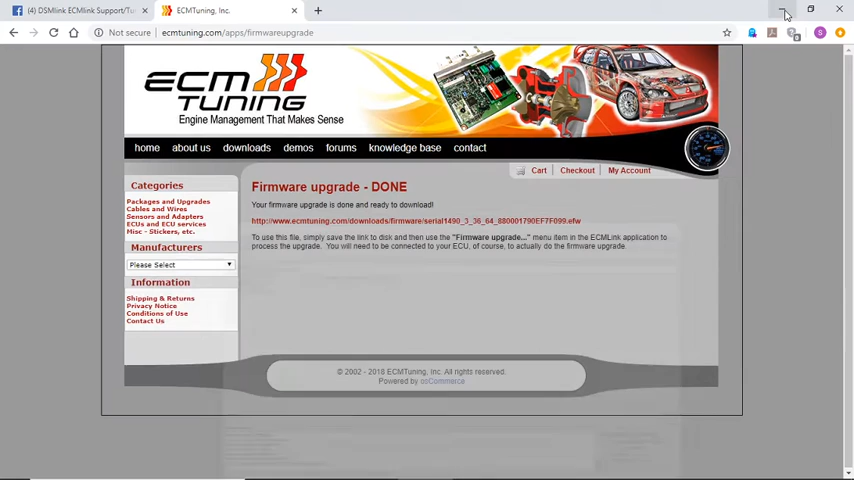 (4) DSMlink ECMlink Support/Tu
ECMTuning, Inc.
Not secure
ecmtuning.com/apps/firmwareupgrade
S
ECM
TUNING
Engine Management That Makes Sense
home about us downloads demos forums knowledge base contact
Cart Checkout My Account
Categories
Packages and Upgrades
Cables and Wires
Sensors and Adapters
ECUs and ECU services
Misc - Stickers, etc.
Manufacturers
Please Select
Information
Shipping & Returns
Privacy Notice
Conditions of Use
Contact Us
Firmware upgrade - DONE
Your firmware upgrade is done and ready to download!
http://www.ecmtuning.com/downloads/firmware/serial1490_3_36_64_880001790EF7F099.efw
To use this file, simply save the link to disk and then use the "Firmware upgrade..." menu item in the ECMLink application to
process the upgrade. You will need to be connected to your ECU, of course, to actually do the firmware upgrade.
© 2002 - 2018 ECMTuning, Inc. All rights reserved.
Powered by osCommerce